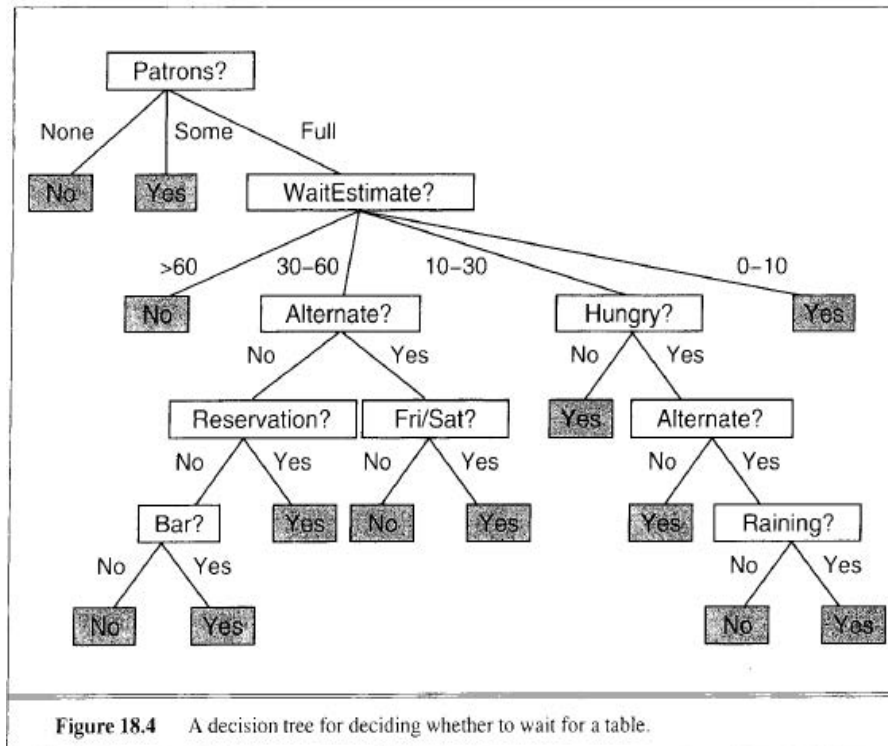 Patrons?
None Some Full
No Yes WaitEstimate?
>60 30–60 10–30 0–10
No Alternate? Hungry? Yes
No Yes No Yes
Reservation? Fri/Sat? Yes Alternate?
No Yes No Yes No Yes
Bar? Yes No Yes Yes Raining?
No Yes No Yes
No Yes No Yes
Figure 18.4 A decision tree for deciding whether to wait for a table.